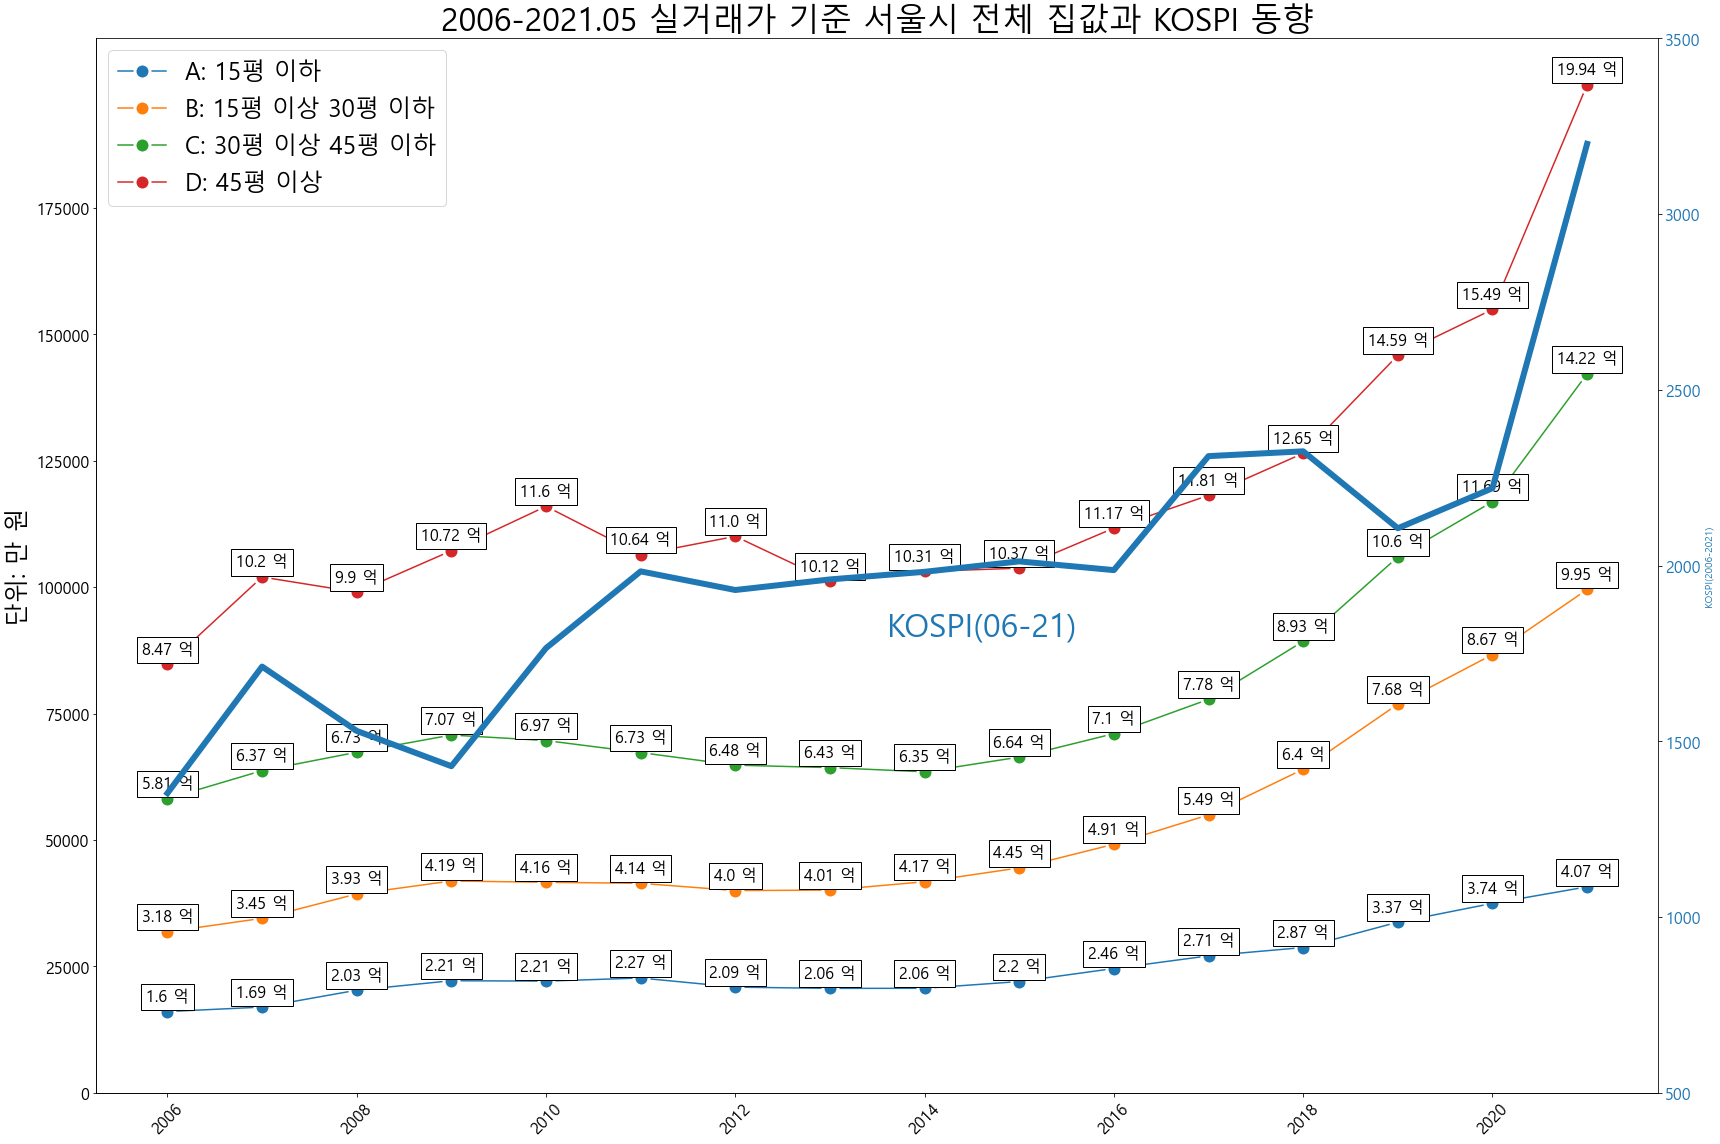 2006-2021.05 실거래가 기준 서울시 전체 집값과 KOSPI 동향
A: 15평 이하
B: 15평 이상 30평 이하
C: 30평 이상 45평 이하
D: 45평 이상
단위: 만 원
175000
150000
125000
100000
75000
50000
25000
0
8.47 억
10.2 억
9.9 억
10.72 억
11.6 억
10.64 억
11.0 억
10.12 억
10.31 억
10.37 억
11.17 억
11.81 억
12.65 억
14.59 억
15.49 억
19.94 억
5.81 억
6.37 억
6.73 억
7.07 억
6.97 억
6.73 억
6.48 억
6.43 억
6.35 억
6.64 억
7.1 억
7.78 억
8.93 억
10.6 억
11.69 억
14.22 억
3.18 억
3.45 억
3.93 억
4.19 억
4.16 억
4.14 억
4.0 억
4.01 억
4.17 억
4.45 억
4.91 억
5.49 억
6.4 억
7.68 억
8.67 억
9.95 억
1.6 억
1.69 억
2.03 억
2.21 억
2.21 억
2.27 억
2.09 억
2.06 억
2.06 억
2.2 억
2.46 억
2.71 억
2.87 억
3.37 억
3.74 억
4.07 억
KOSPI(06-21)
3500
3000
2500
2000
1500
1000
500
KOSPI(2006-2021)
2006
2008
2010
2012
2014
2016
2018
2020